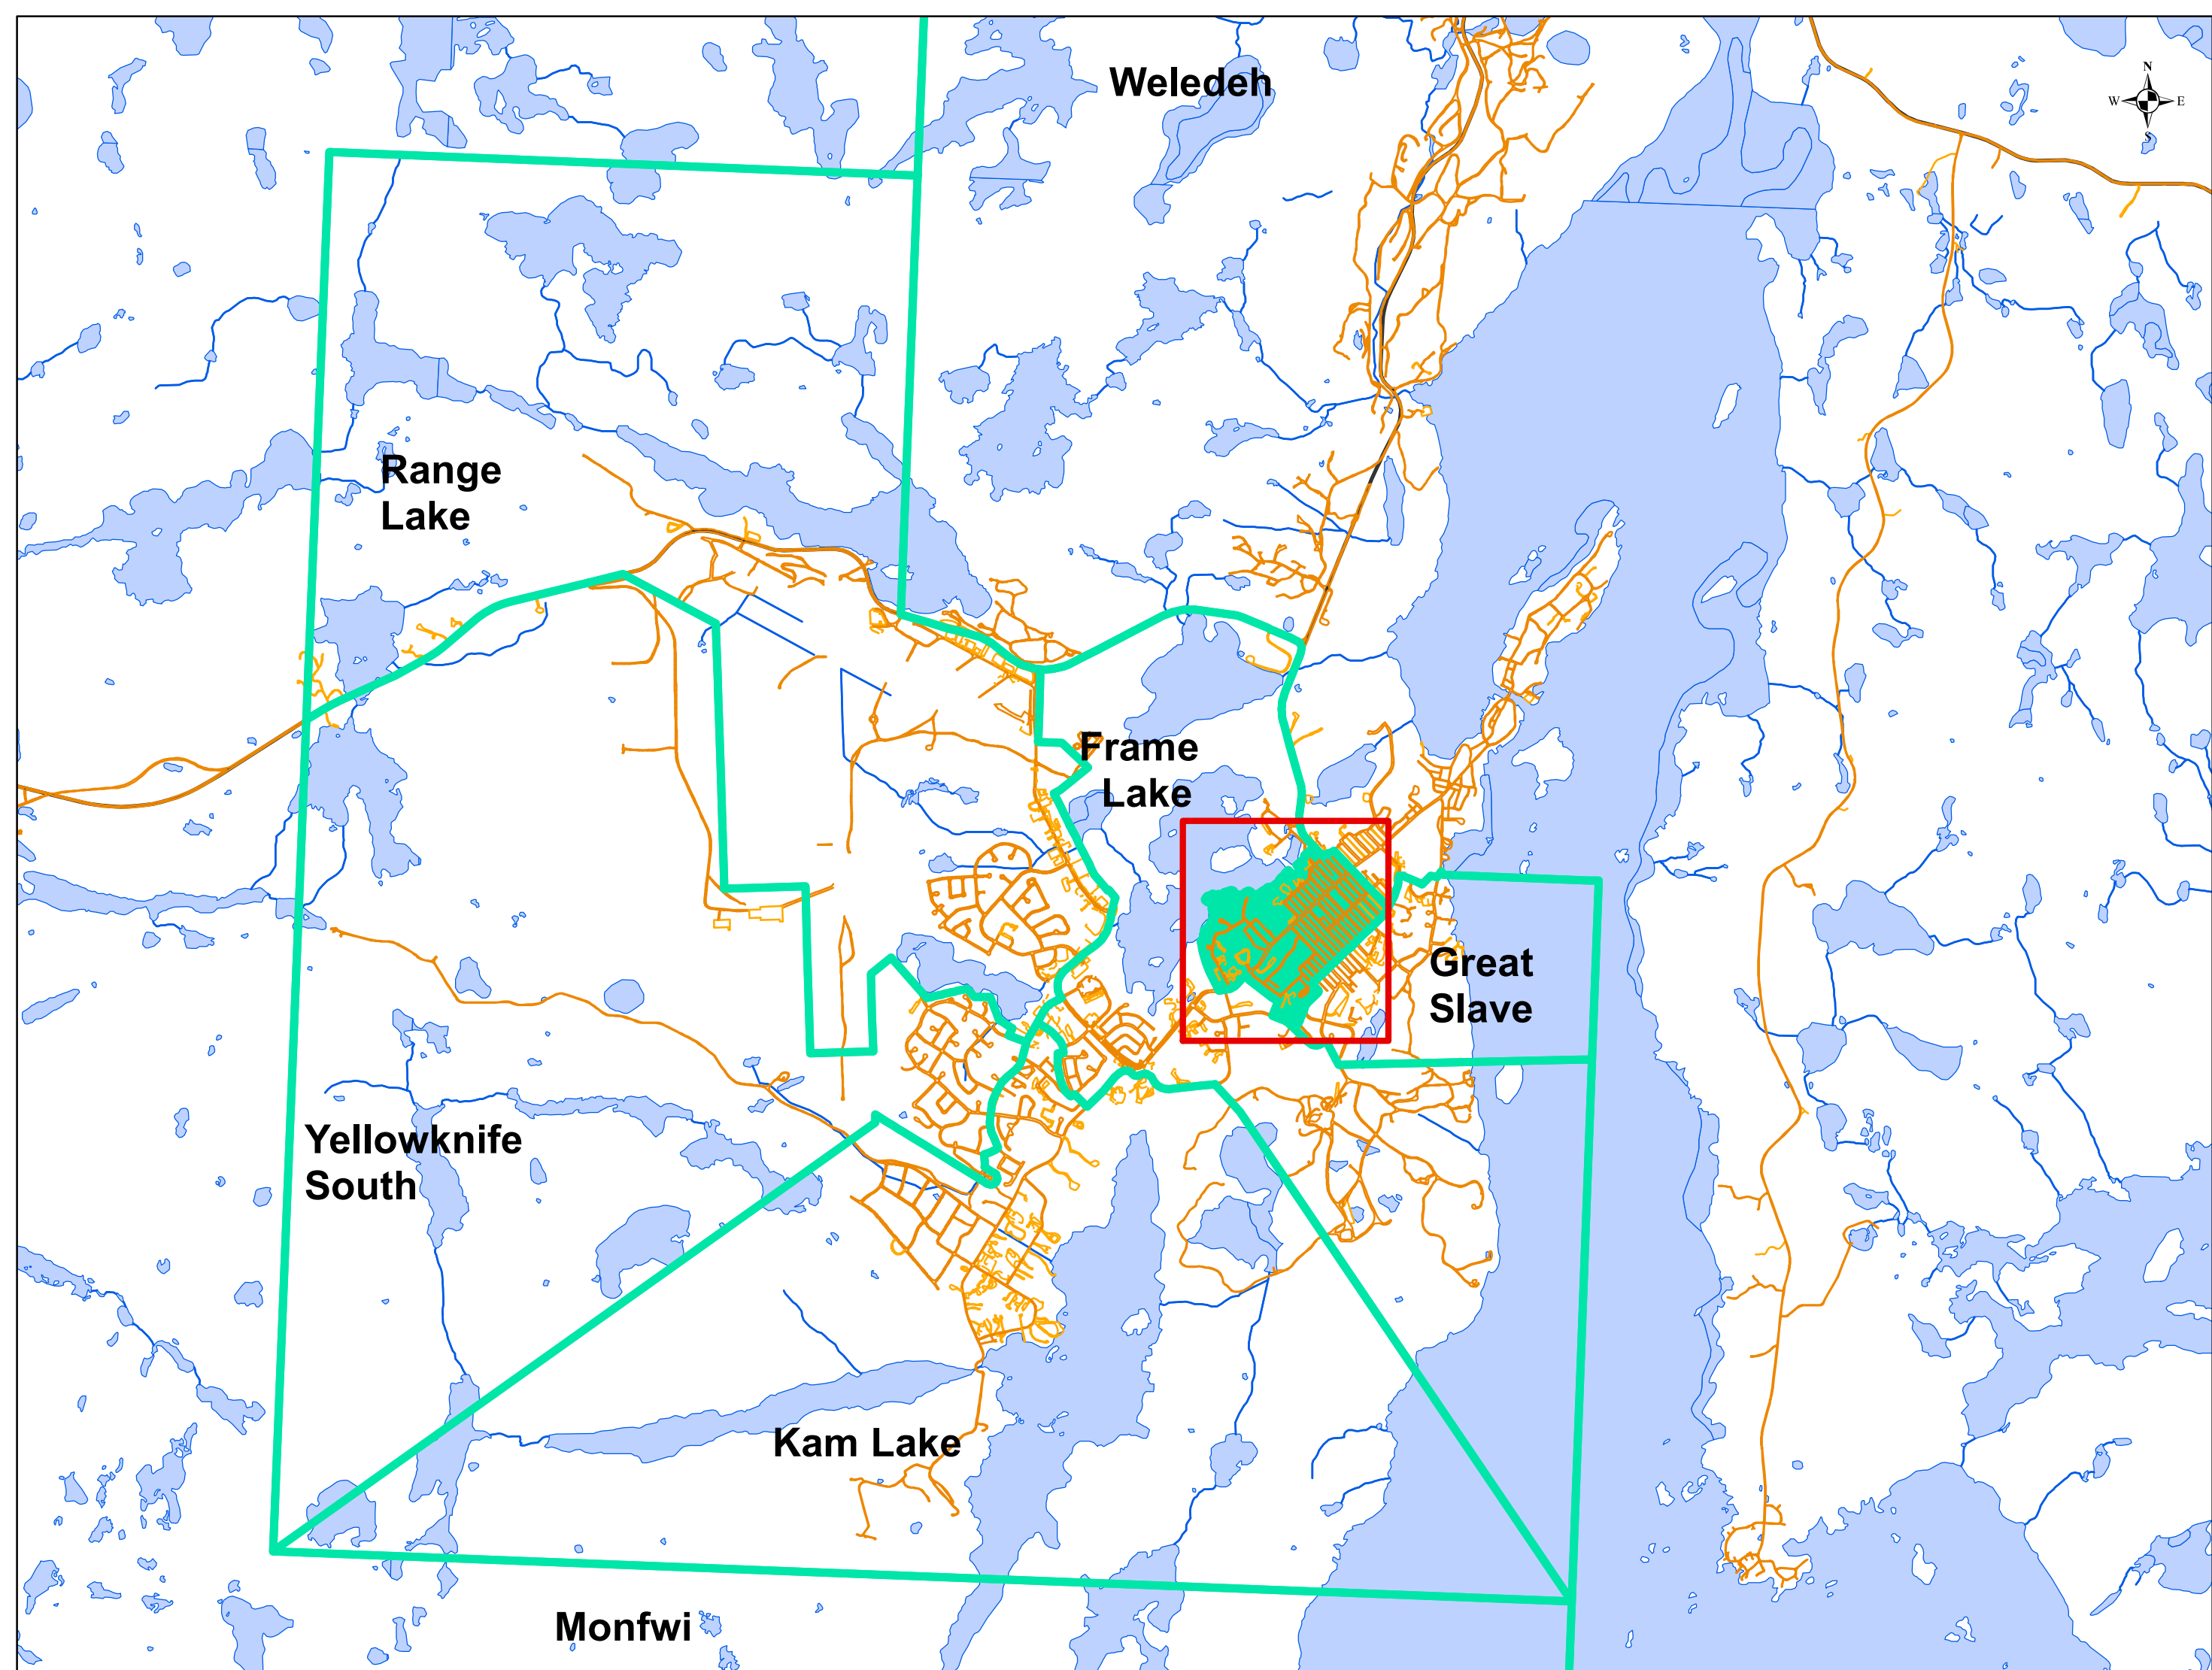 Weledeh
N
W E
S
Range
Lake
Frame
Lake
Great
Slave
Yellowknife
South
Kam Lake
Monfwi